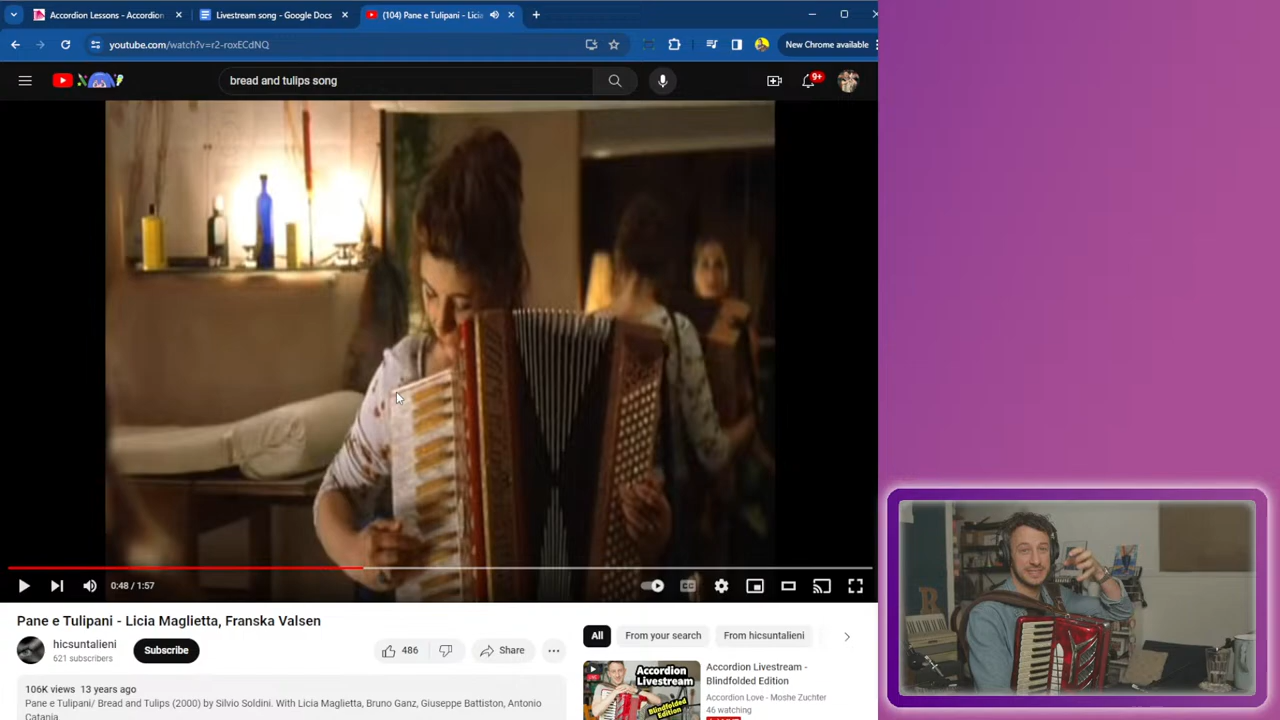 Accordion Lessons - Accordion
Livestream song - Google Docs
(104) Pane e Tulipani - Licia
youtube.com/watch?v=r2-roxECdNQ
New Chrome available
bread and tulips song
9+
0:48 / 1:57
CC
Pane e Tulipani - Licia Maglietta, Franska Valsen
hicsuntalieni
621 subscribers
Subscribe
486
Share
All
From your search
From hicsuntalieni
106K views 13 years ago
Pane e Tulipani/ Bread and Tulips (2000) by Silvio Soldini. With Licia Maglietta, Bruno Ganz, Giuseppe Battiston, Antonio
Catania
Accordion
Livestream
Blindfolded
Edition
Accordion Livestream -
Blindfolded Edition
Accordion Love - Moshe Zuchter
46 watching